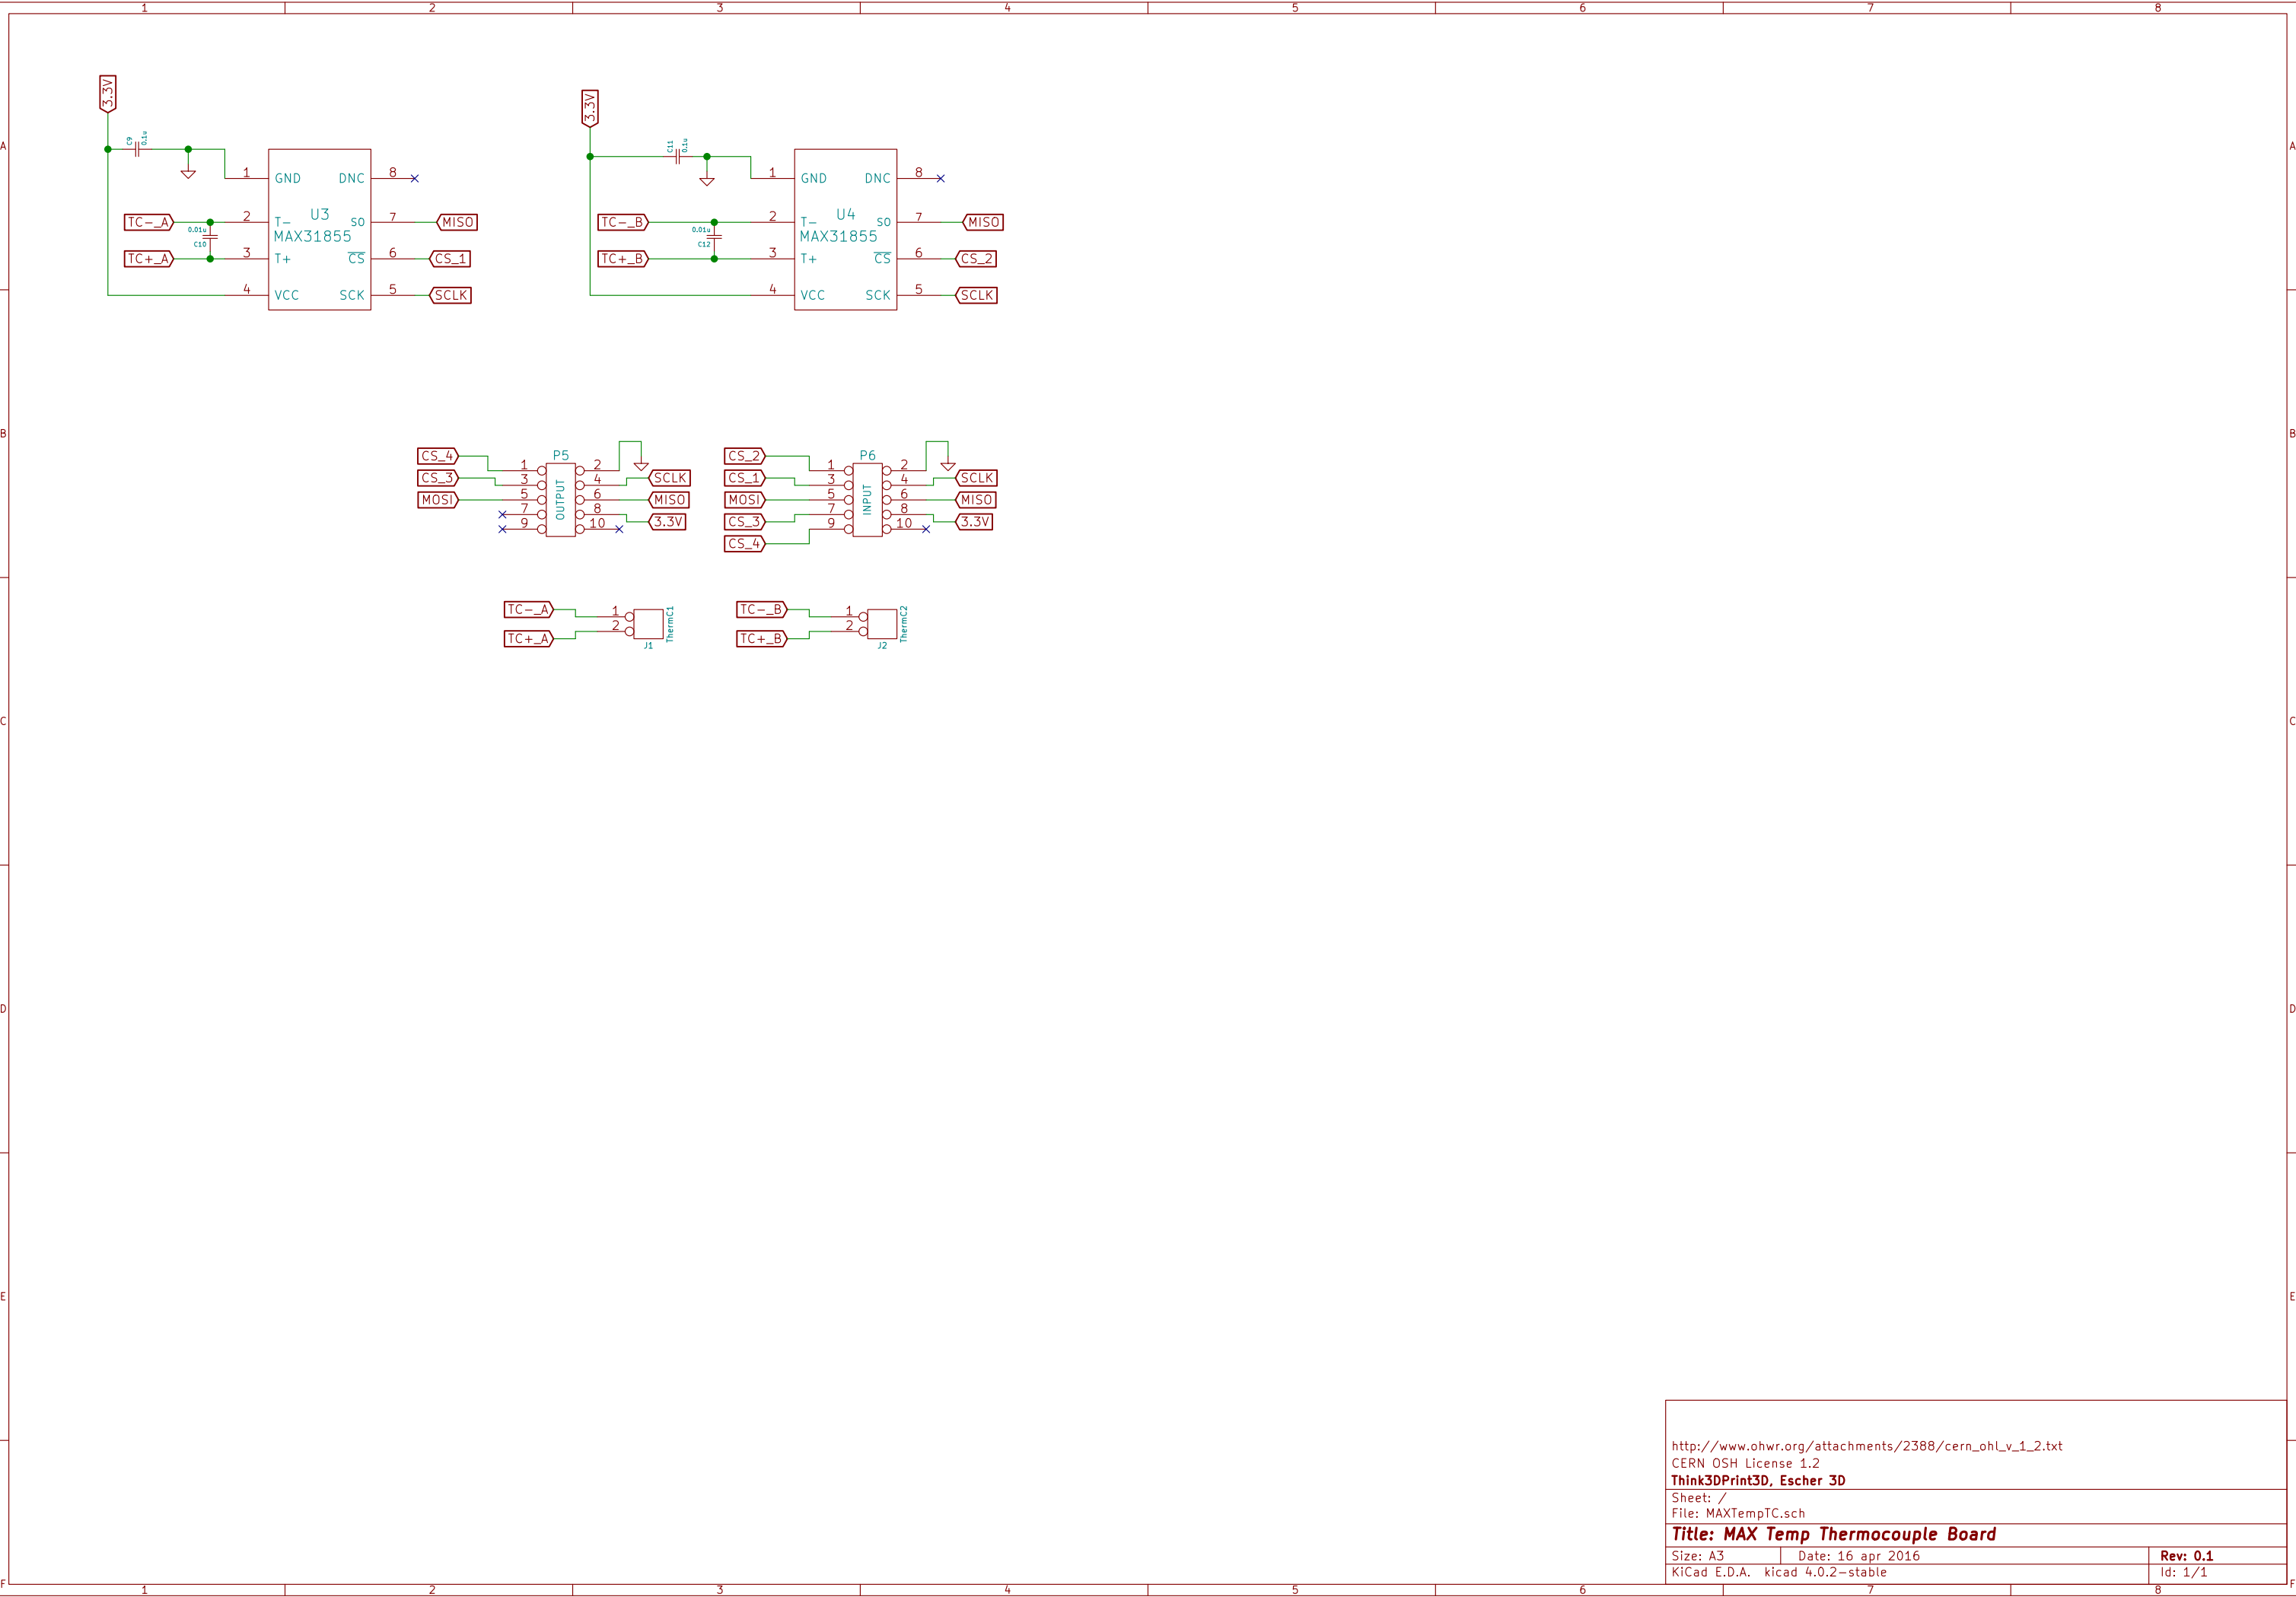 1 2 3 4 5 6 7 8
A A
B B
C C
D D
E E
F F
3.3V
C9
0.1u
1 GND
DNC 8
TC-_A
2 T-
U3
SO 7
MISO
0.01u
C10
MAX31855
TC+_A
3 T+
CS 6
CS_1
4 VCC
SCK 5
SCLK
3.3V
C11
0.1u
1 GND
DNC 8
TC-_B
2 T-
U4
SO 7
MISO
0.01u
C12
MAX31855
TC+_B
3 T+
CS 6
CS_2
4 VCC
SCK 5
SCLK
P5
OUTPUT
CS_4 1 2
CS_3 3 4 SCLK
MOSI 5 6 MISO
7 8 3.3V
9 10
P6
INPUT
CS_2 1 2
CS_1 3 4 SCLK
MOSI 5 6 MISO
CS_3 7 8 3.3V
CS_4 9 10
TC-_A 1
TC+_A 2
ThermC1
J1
TC-_B 1
TC+_B 2
ThermC2
J2
http://www.ohwr.org/attachments/2388/cern_ohl_v_1_2.txt
CERN OSH License 1.2
Think3DPrint3D, Escher 3D
Sheet: /
File: MAXTempTC.sch
Title: MAX Temp Thermocouple Board
Size: A3 Date: 16 apr 2016 Rev: 0.1
KiCad E.D.A. kicad 4.0.2-stable Id: 1/1
1 2 3 4 5 6 7 8